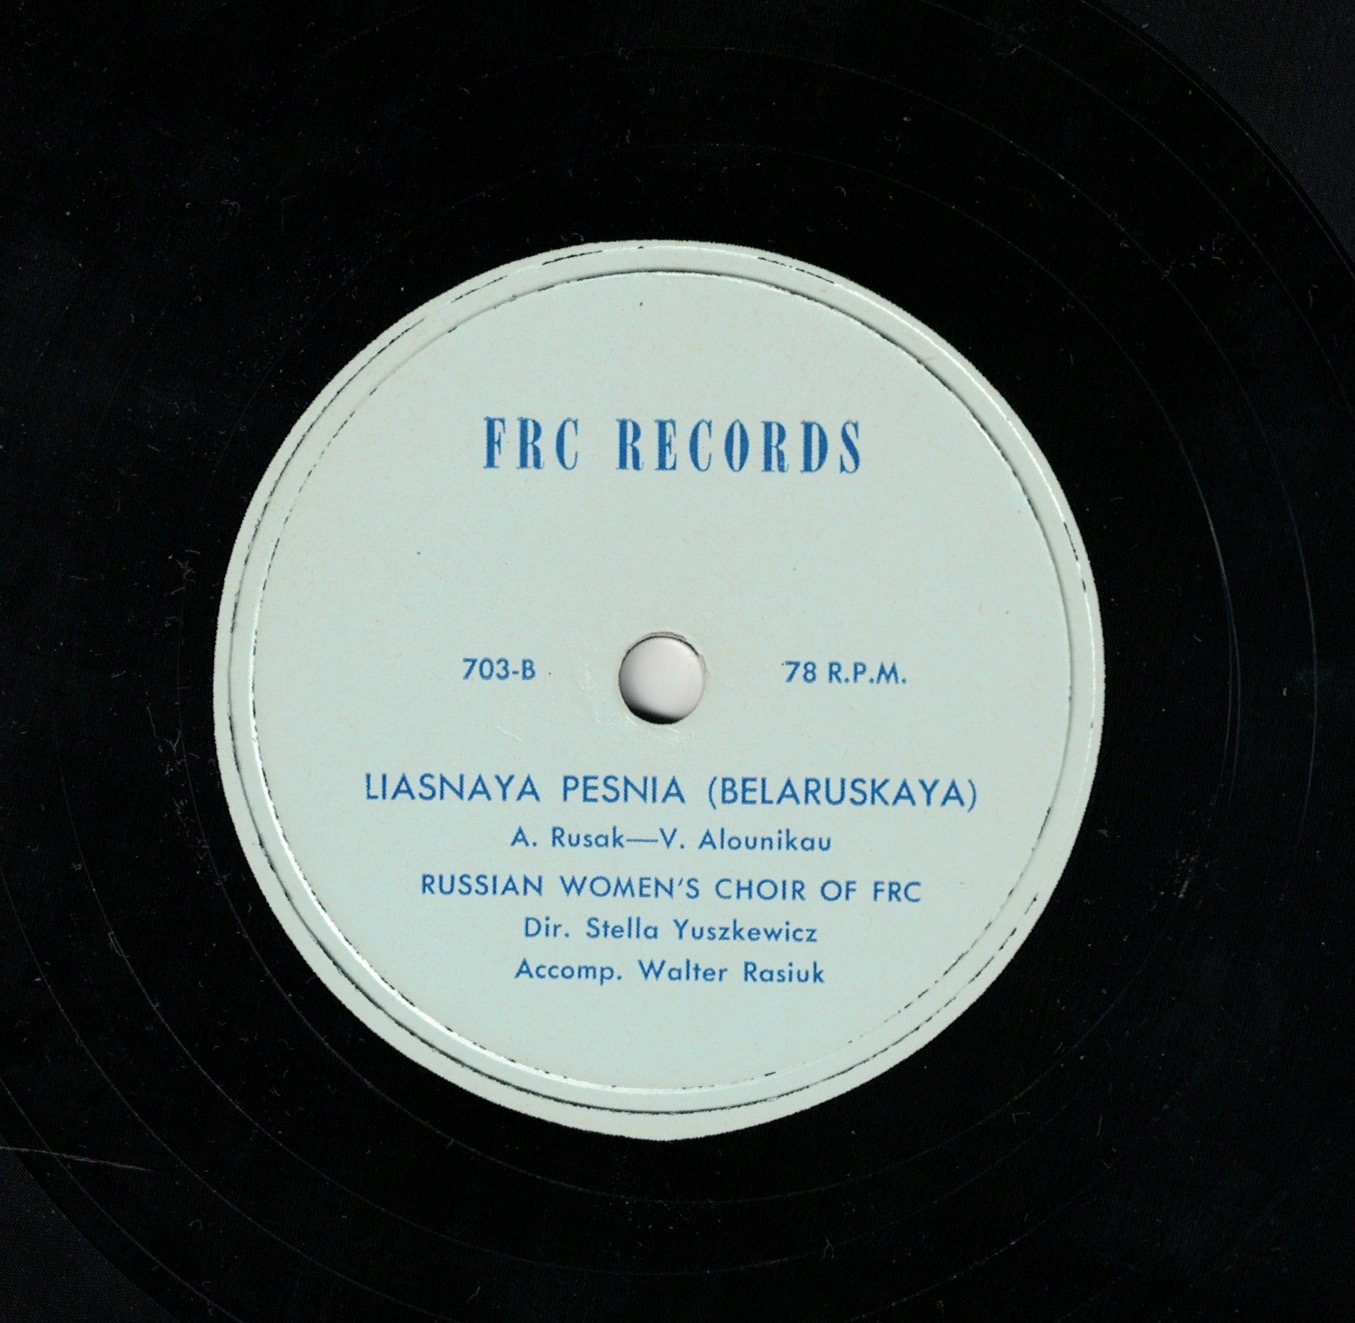 FRC RECORDS
703-B 78 R.P.M.
LIASNAYA PESNIA (BELARUSKAYA)
A. Rusak—V. Alounikau
RUSSIAN WOMEN'S CHOIR OF FRC
Dir. Stella Yuszkewicz
Accomp. Walter Rasiuk